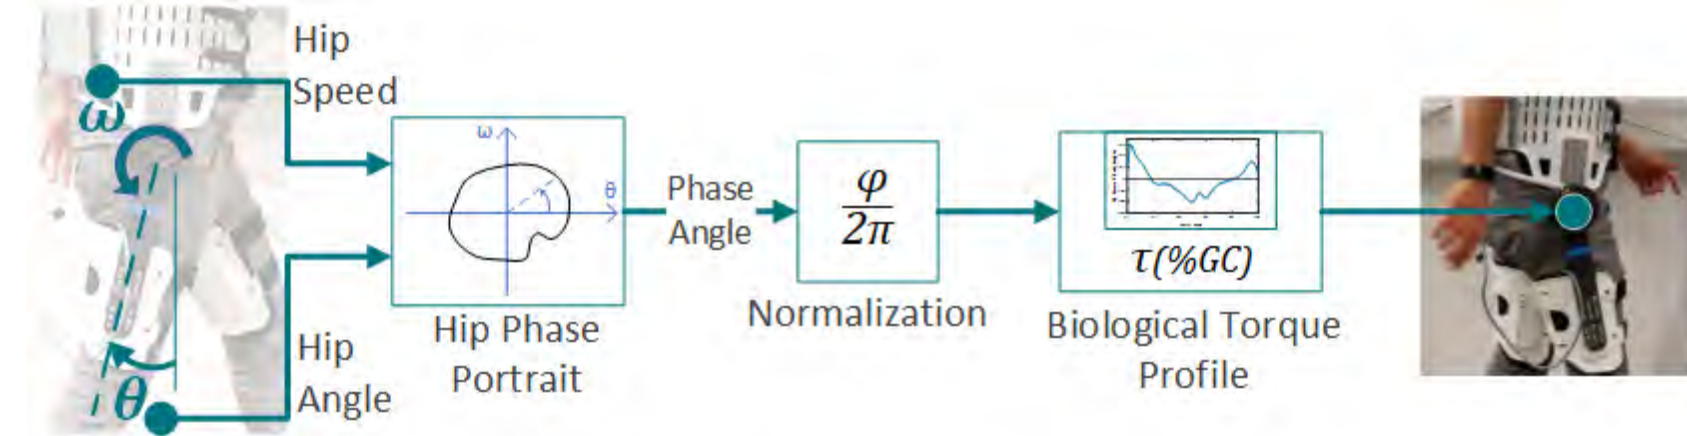 Hip
Speed
ω
ω
θ
Phase
Angle
φ
2π
τ(%GC)
Normalization
Hip Phase
Portrait
Biological Torque
Profile
Hip
Angle
θ